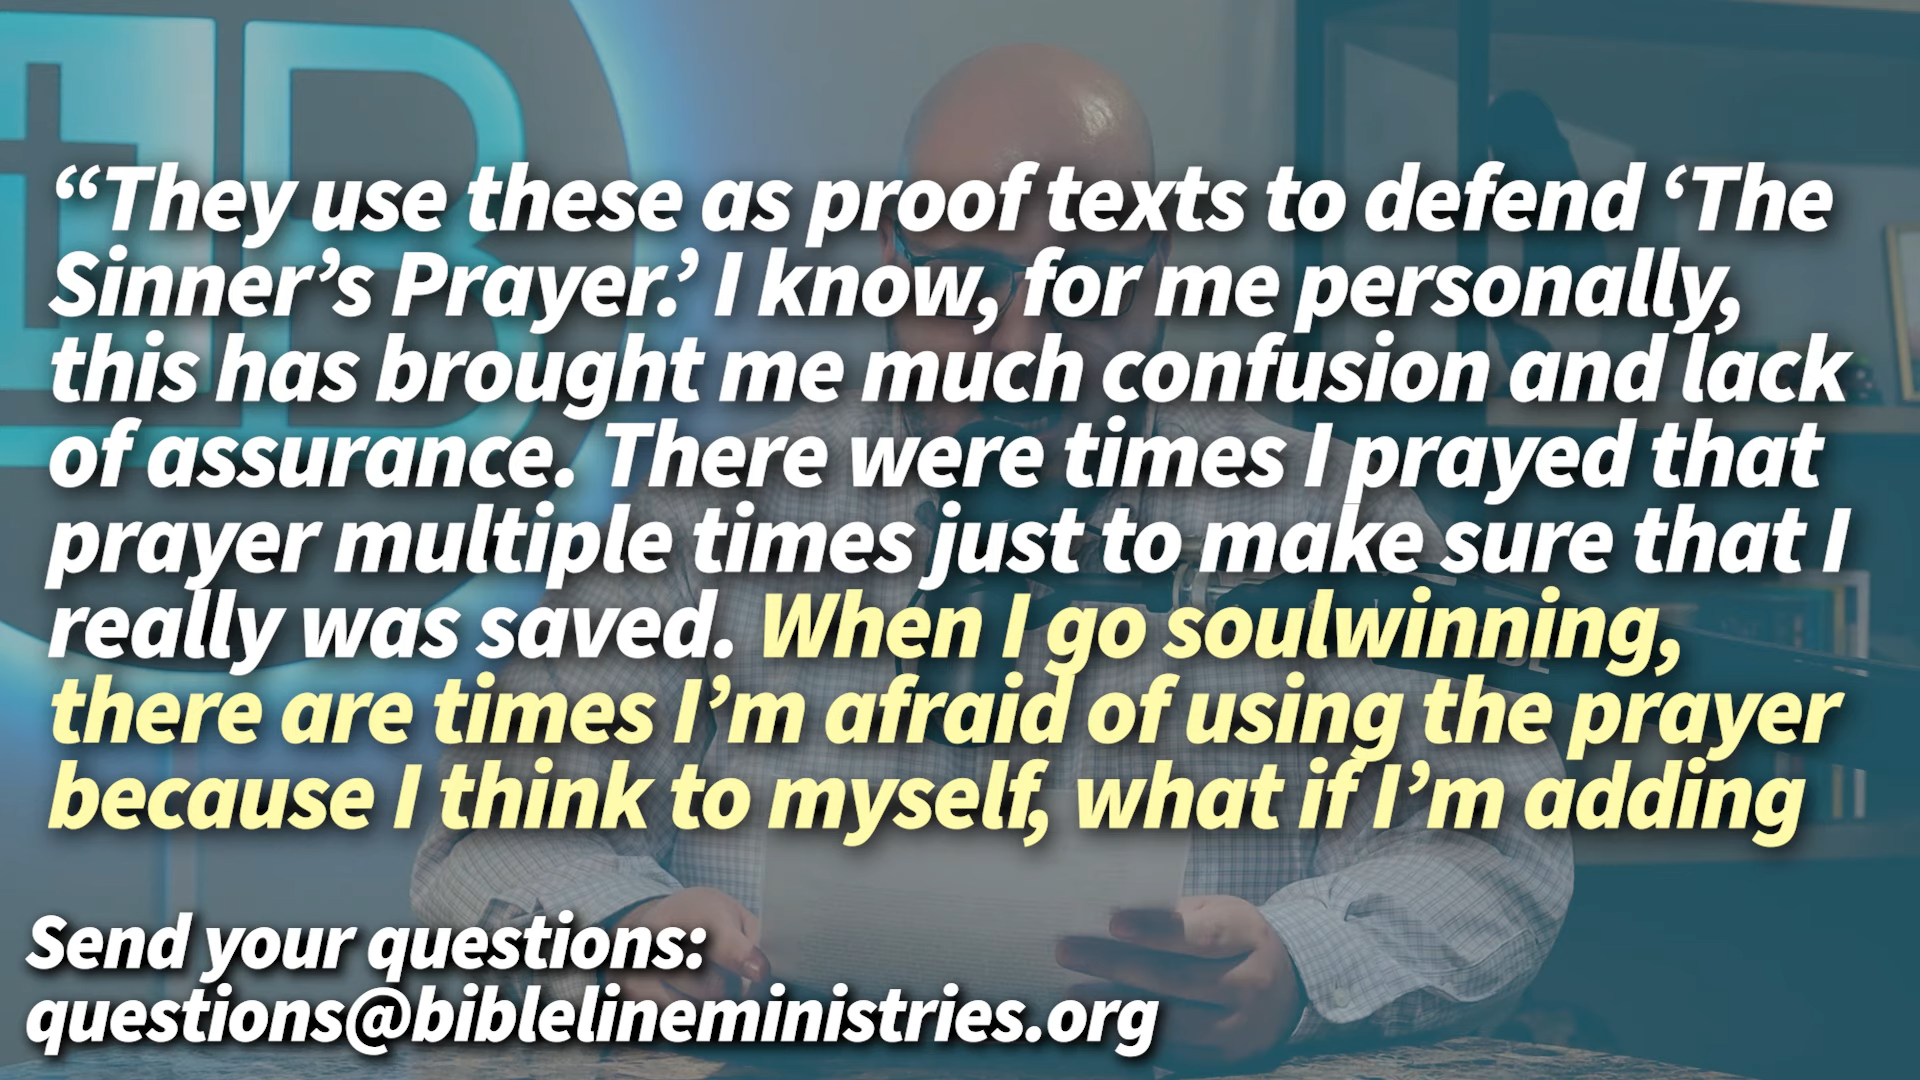 “They use these as proof texts to defend ‘The
Sinner’s Prayer.’ I know, for me personally,
this has brought me much confusion and lack
of assurance. There were times I prayed that
prayer multiple times just to make sure that I
really was saved. When I go soulwinning,
there are times I’m afraid of using the prayer
because I think to myself, what if I’m adding
Send your questions:
questions@biblelineministries.org